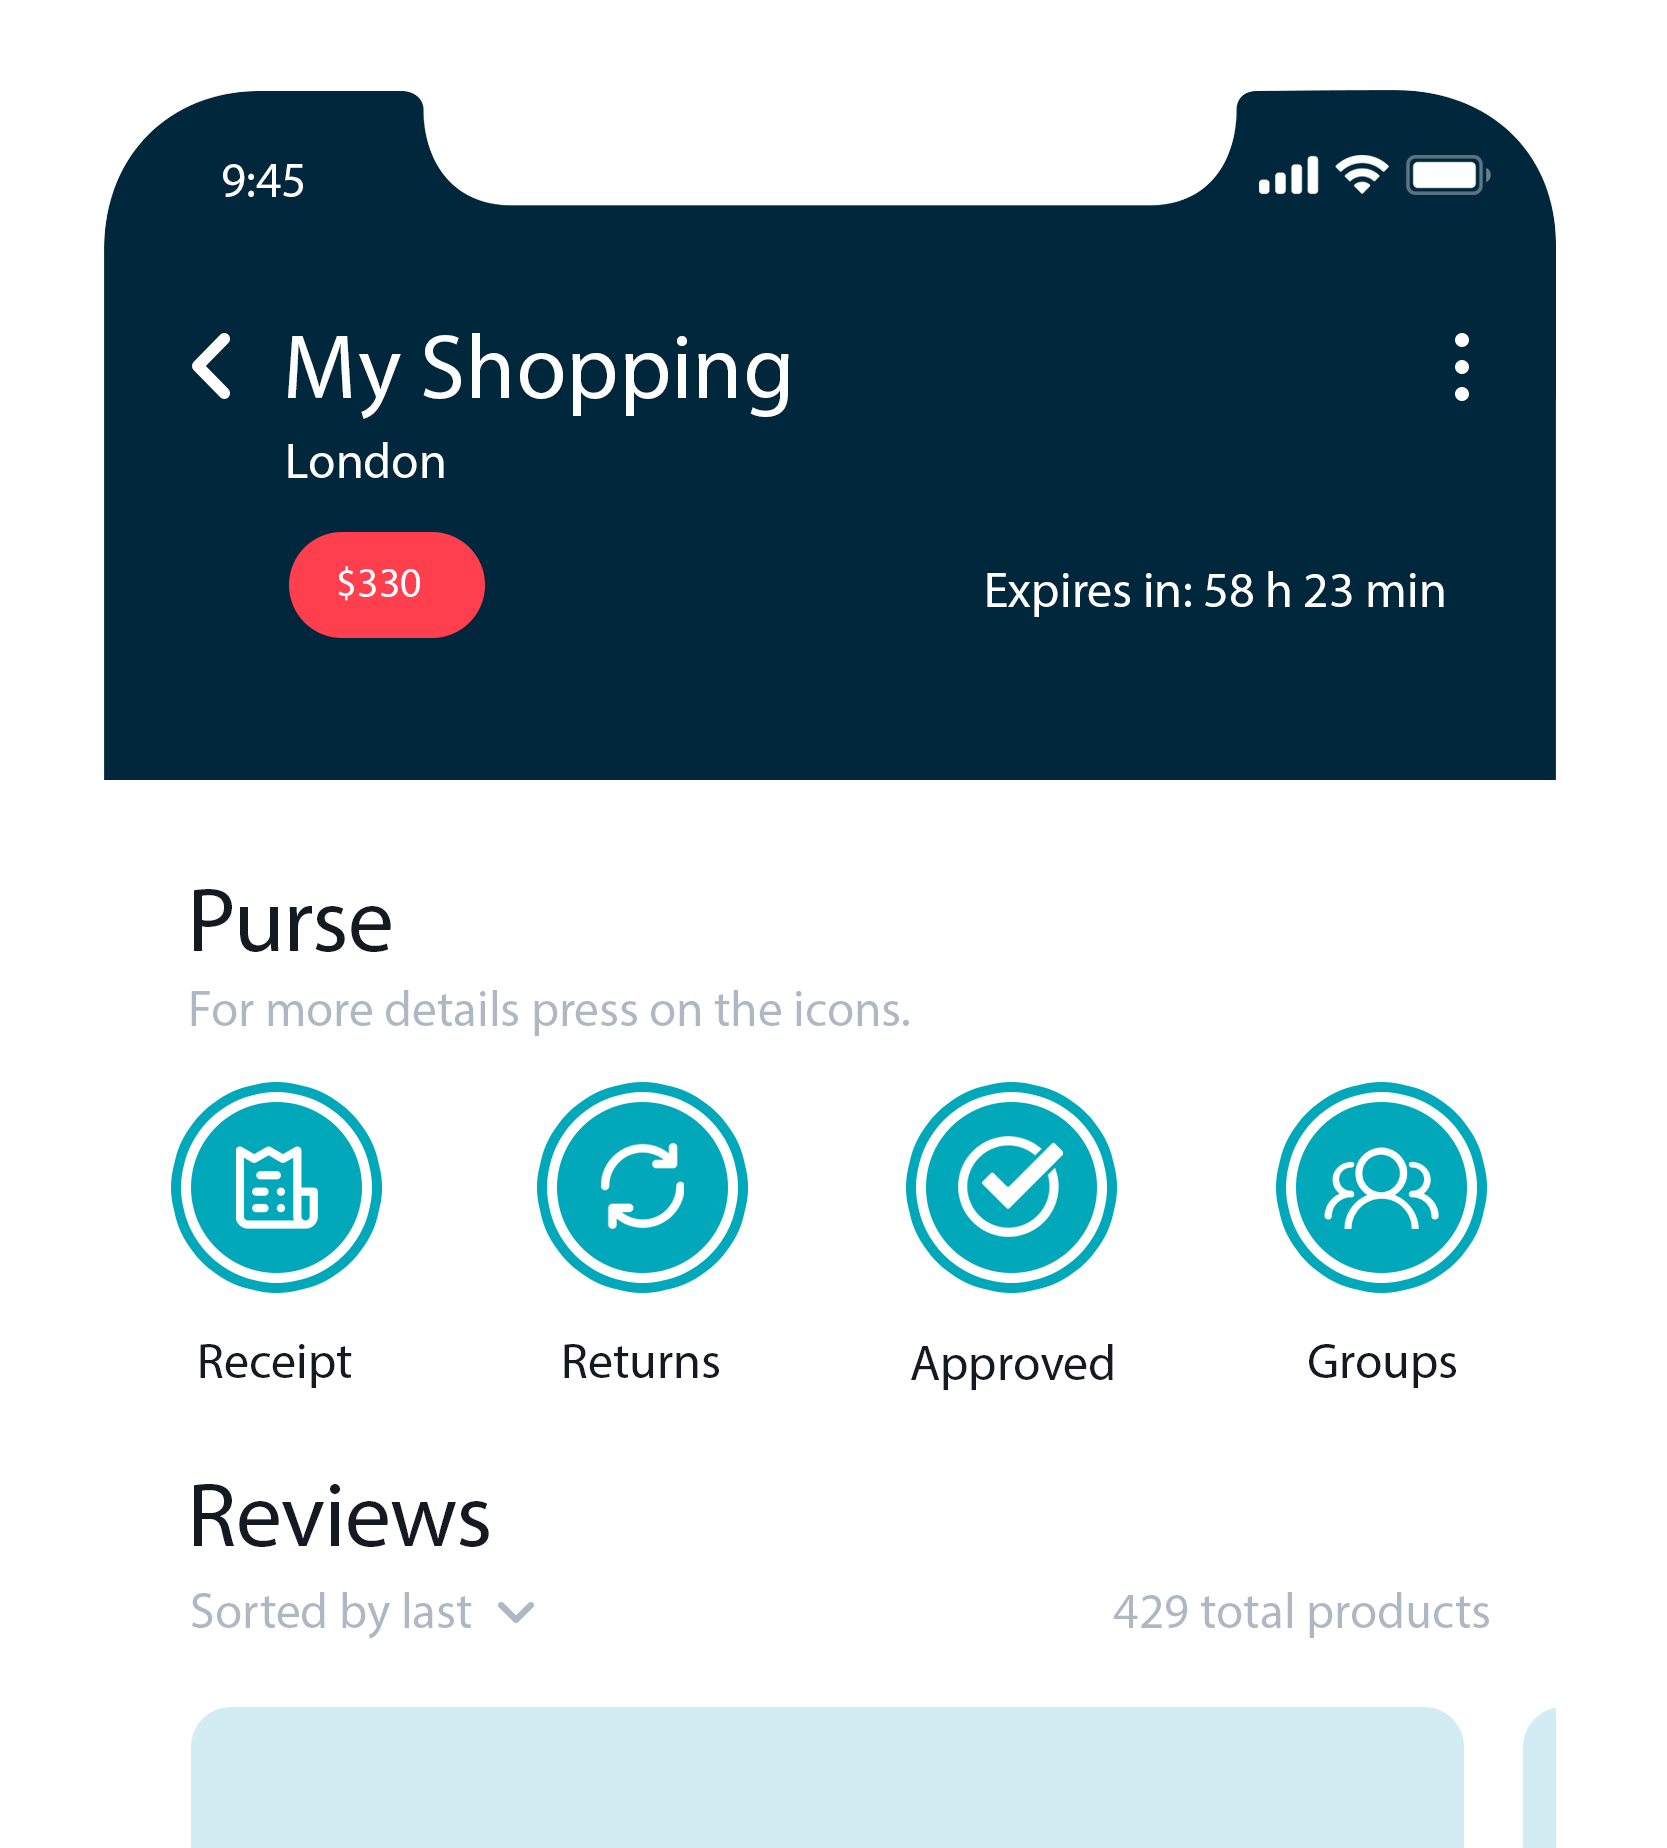 9:45
My Shopping
London
$330
Expires in: 58 h 23 min
Purse
For more details press on the icons.
Receipt Returns Approved Groups
Reviews
Sorted by last 429 total products